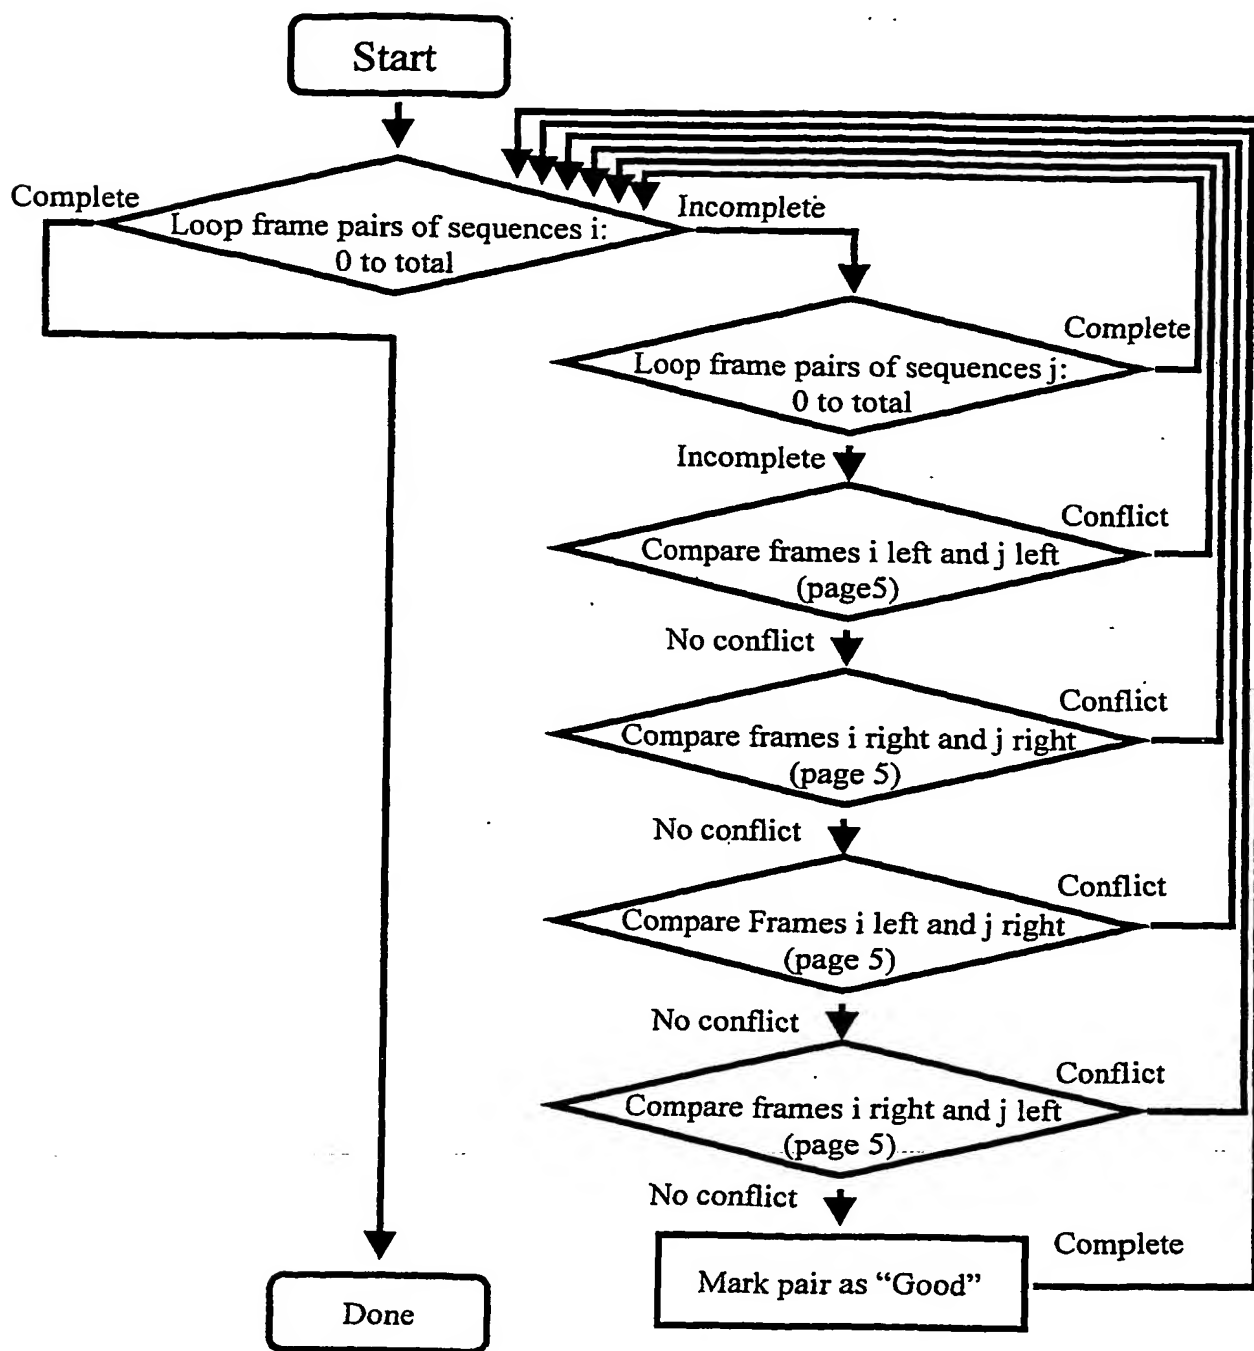 Start
Complete
Incomplete
Loop frame pairs of sequences i:
0 to total
Complete
Loop frame pairs of sequences j:
0 to total
Incomplete
Conflict
Compare frames i left and j left
(page5)
No conflict
Conflict
Compare frames i right and j right
(page 5)
No conflict
Conflict
Compare Frames i left and j right
(page 5)
No conflict
Conflict
Compare frames i right and j left
(page 5)
No conflict
Complete
Mark pair as “Good”
Done